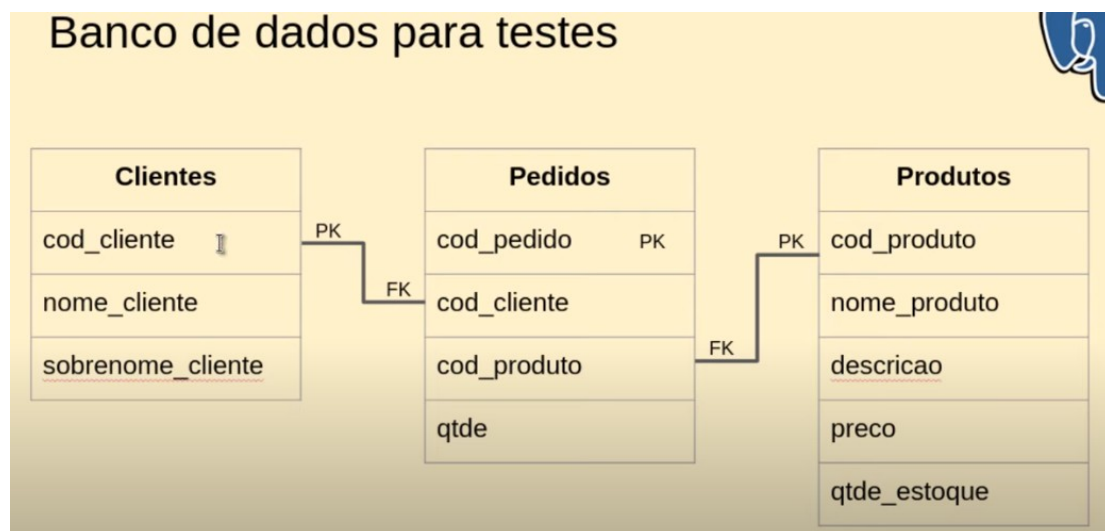 Banco de dados para testes
Clientes
cod_cliente
nome_cliente
sobrenome_cliente
PK
FK
Pedidos
cod_pedido PK
cod_cliente
cod_produto
qtde
FK
PK
Produtos
cod_produto
nome_produto
descricao
preco
qtde_estoque